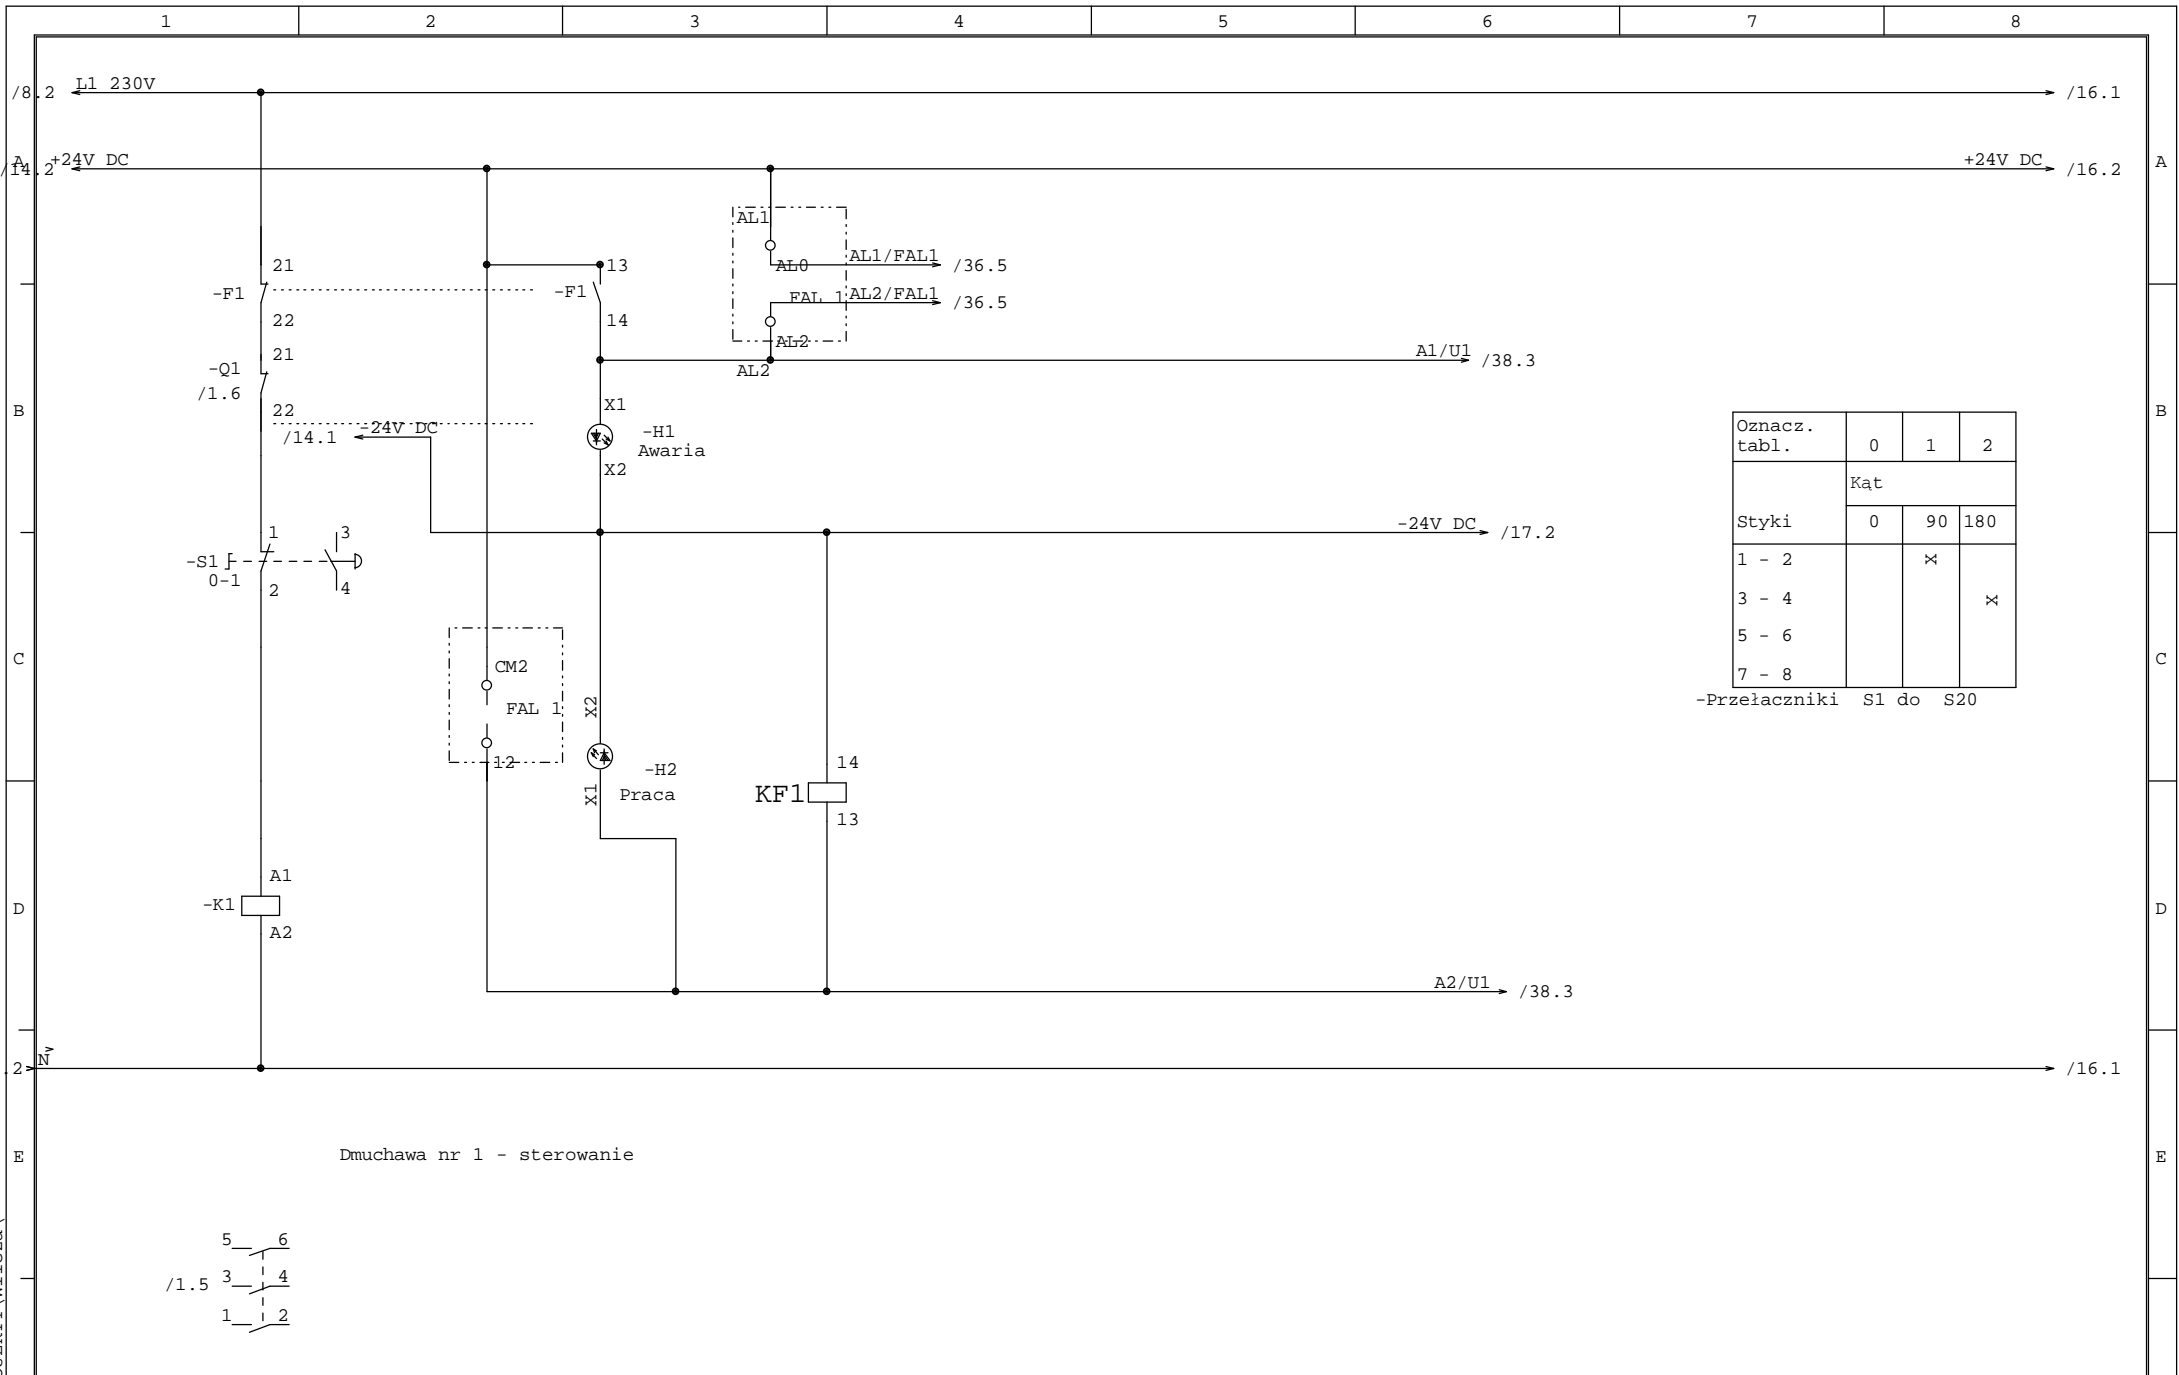 1 2 3 4 5 6 7 8
L1 230V
/8.2 /16.1
A +24V DC +24V DC A
/14.2 /16.2
AL1
21 13 AL0 AL1/FAL1 /36.5
-F1 -F1 FAL 1 AL2/FAL1 /36.5
22 14
21 AL2 A1/U1 /38.3
-Q1 AL2
/1.6
B 22 X1 B
/14.1 -24V DC -H1
Awaria
X2
Oznacz.
tabl. 0 1 2
Kąt
Styki 0 90 180
1 - 2 X
3 - 4 X
5 - 6
7 - 8
-Przełaczniki S1 do S20
1 3 -24V DC /17.2
-S1
0-1
2 4
C CM2 C
FAL 1 X2
12 14
-H2
X1 Praca KF1
13
A1
D -K1 D
A2
A2/U1 /38.3
N
.2 /16.1
E Dmuchawa nr 1 - sterowanie E
5 6
/1.5 3 4
1 2